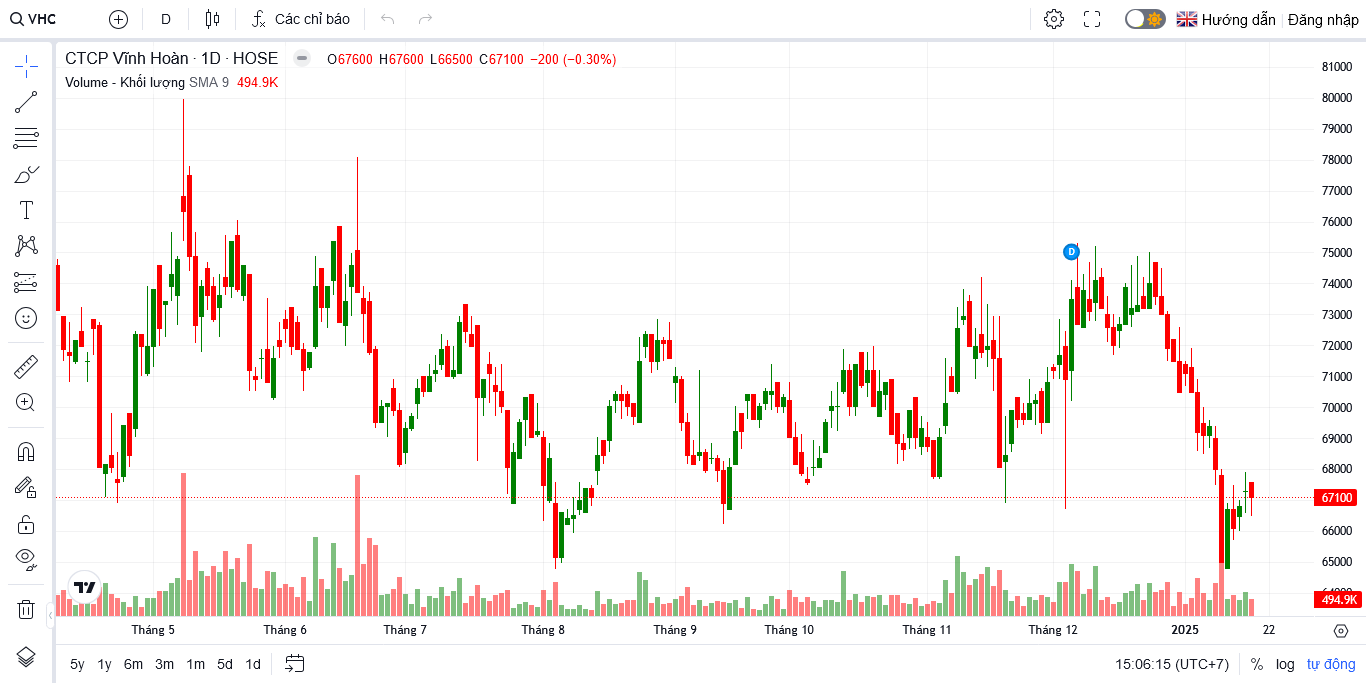 VHC D Các chỉ báo Hướng dẫn Đăng nhập
CTCP Vĩnh Hoàn · 1D · HOSE O67600 H67600 L66500 C67100 −200 (−0.30%)
Volume - Khối lượng SMA 9 494.9K
81000
80000
79000
78000
77000
76000
75000
D
74000
73000
72000
71000
70000
69000
68000
67100
66000
65000
494.9K
Tháng 5 Tháng 6 Tháng 7 Tháng 8 Tháng 9 Tháng 10 Tháng 11 Tháng 12 2025 22
5y 1y 6m 3m 1m 5d 1d 15:06:15 (UTC+7) % log tự động